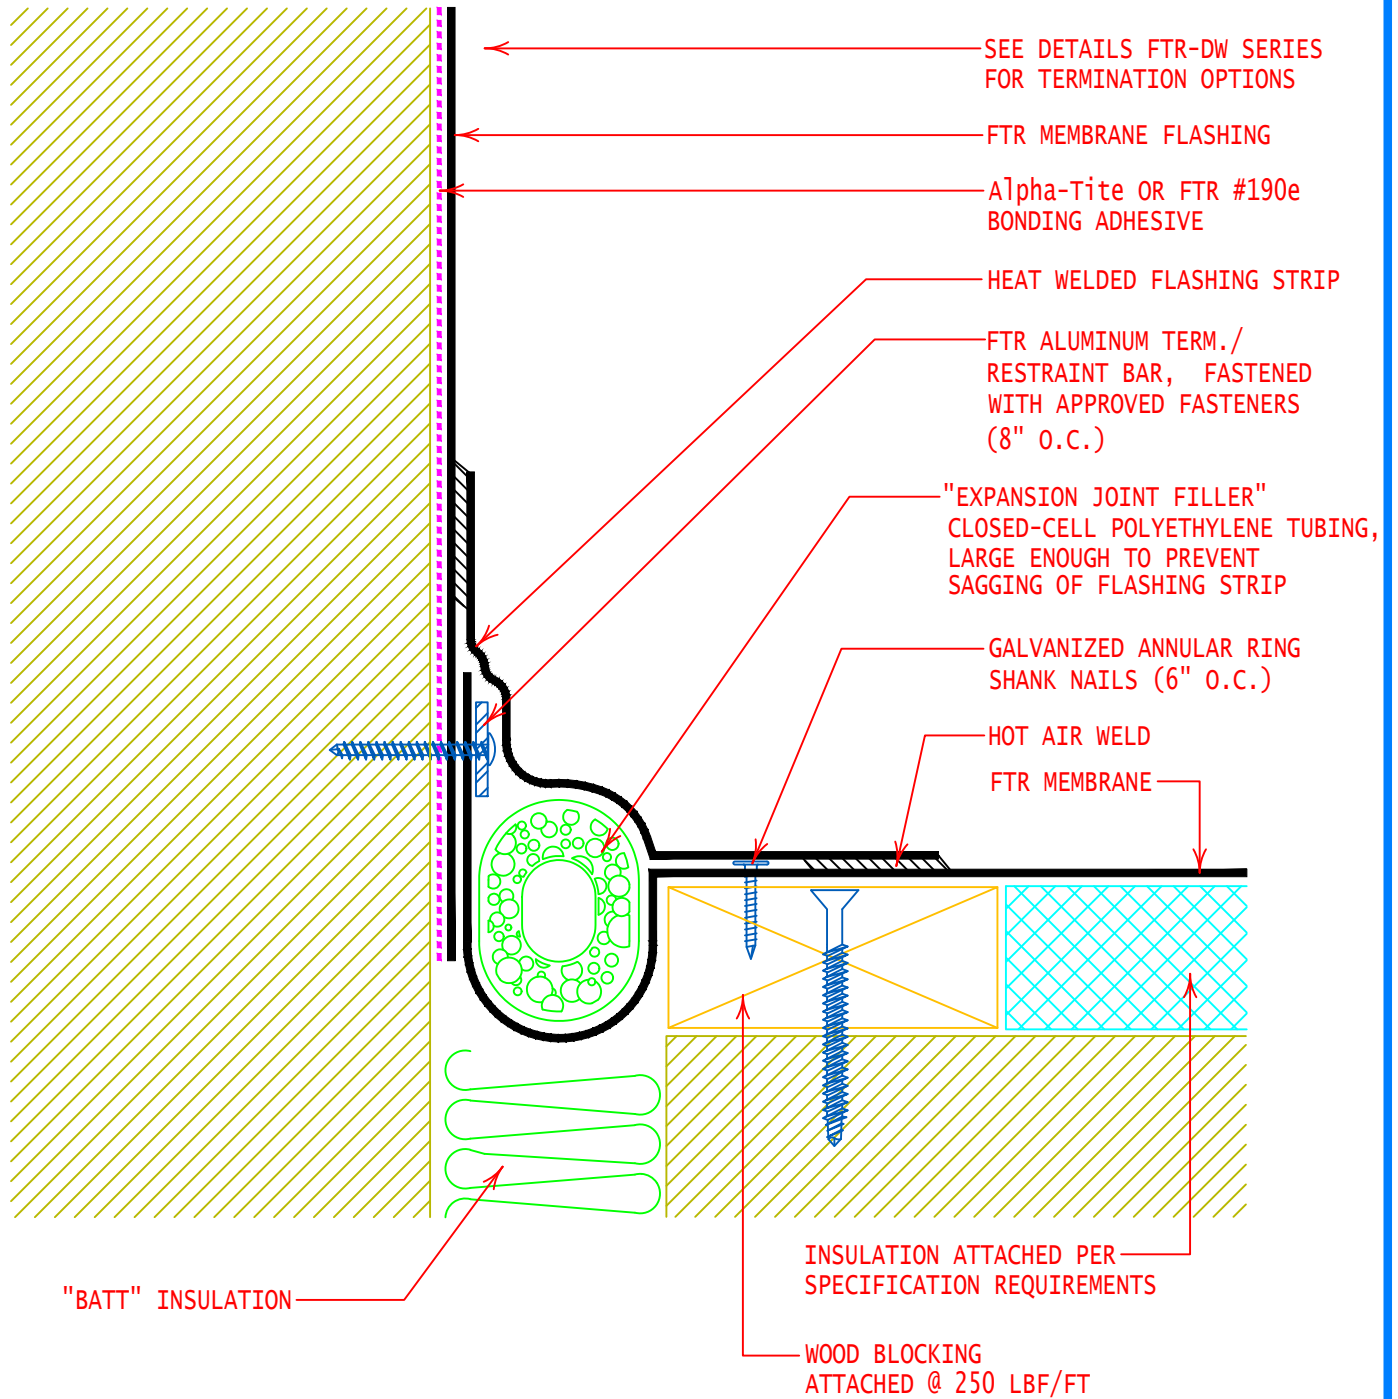 SEE DETAILS FTR-DW SERIES
FOR TERMINATION OPTIONS
FTR MEMBRANE FLASHING
Alpha-Tite OR FTR #190e
BONDING ADHESIVE
HEAT WELDED FLASHING STRIP
FTR ALUMINUM TERM./
RESTRAINT BAR, FASTENED
WITH APPROVED FASTENERS
(8" O.C.)
"EXPANSION JOINT FILLER"
CLOSED-CELL POLYETHYLENE TUBING,
LARGE ENOUGH TO PREVENT
SAGGING OF FLASHING STRIP
GALVANIZED ANNULAR RING
SHANK NAILS (6" O.C.)
HOT AIR WELD
FTR MEMBRANE
INSULATION ATTACHED PER
SPECIFICATION REQUIREMENTS
"BATT" INSULATION
WOOD BLOCKING
ATTACHED @ 250 LBF/FT